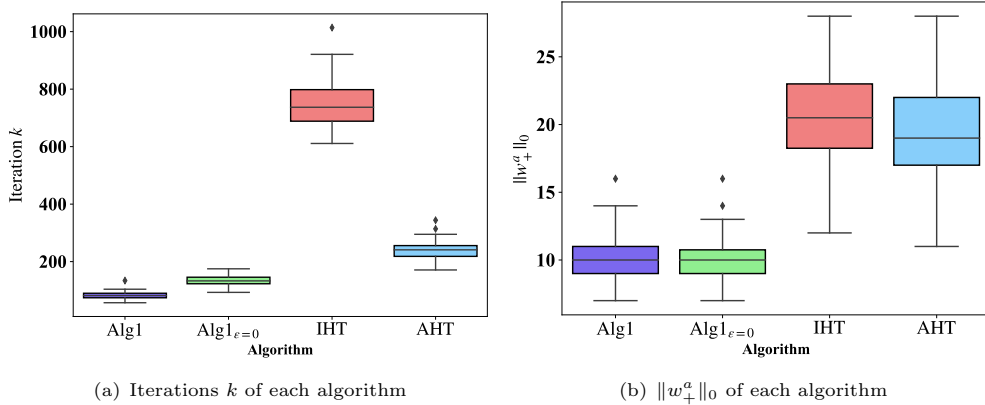 1000
800
600
400
200
Iteration k
Alg1
Alg1ε=0
IHT
AHT
Algorithm
(a) Iterations k of each algorithm
25
20
15
10
‖w₊ᵃ‖₀
Alg1
Alg1ε=0
IHT
AHT
Algorithm
(b) ‖w₊ᵃ‖₀ of each algorithm